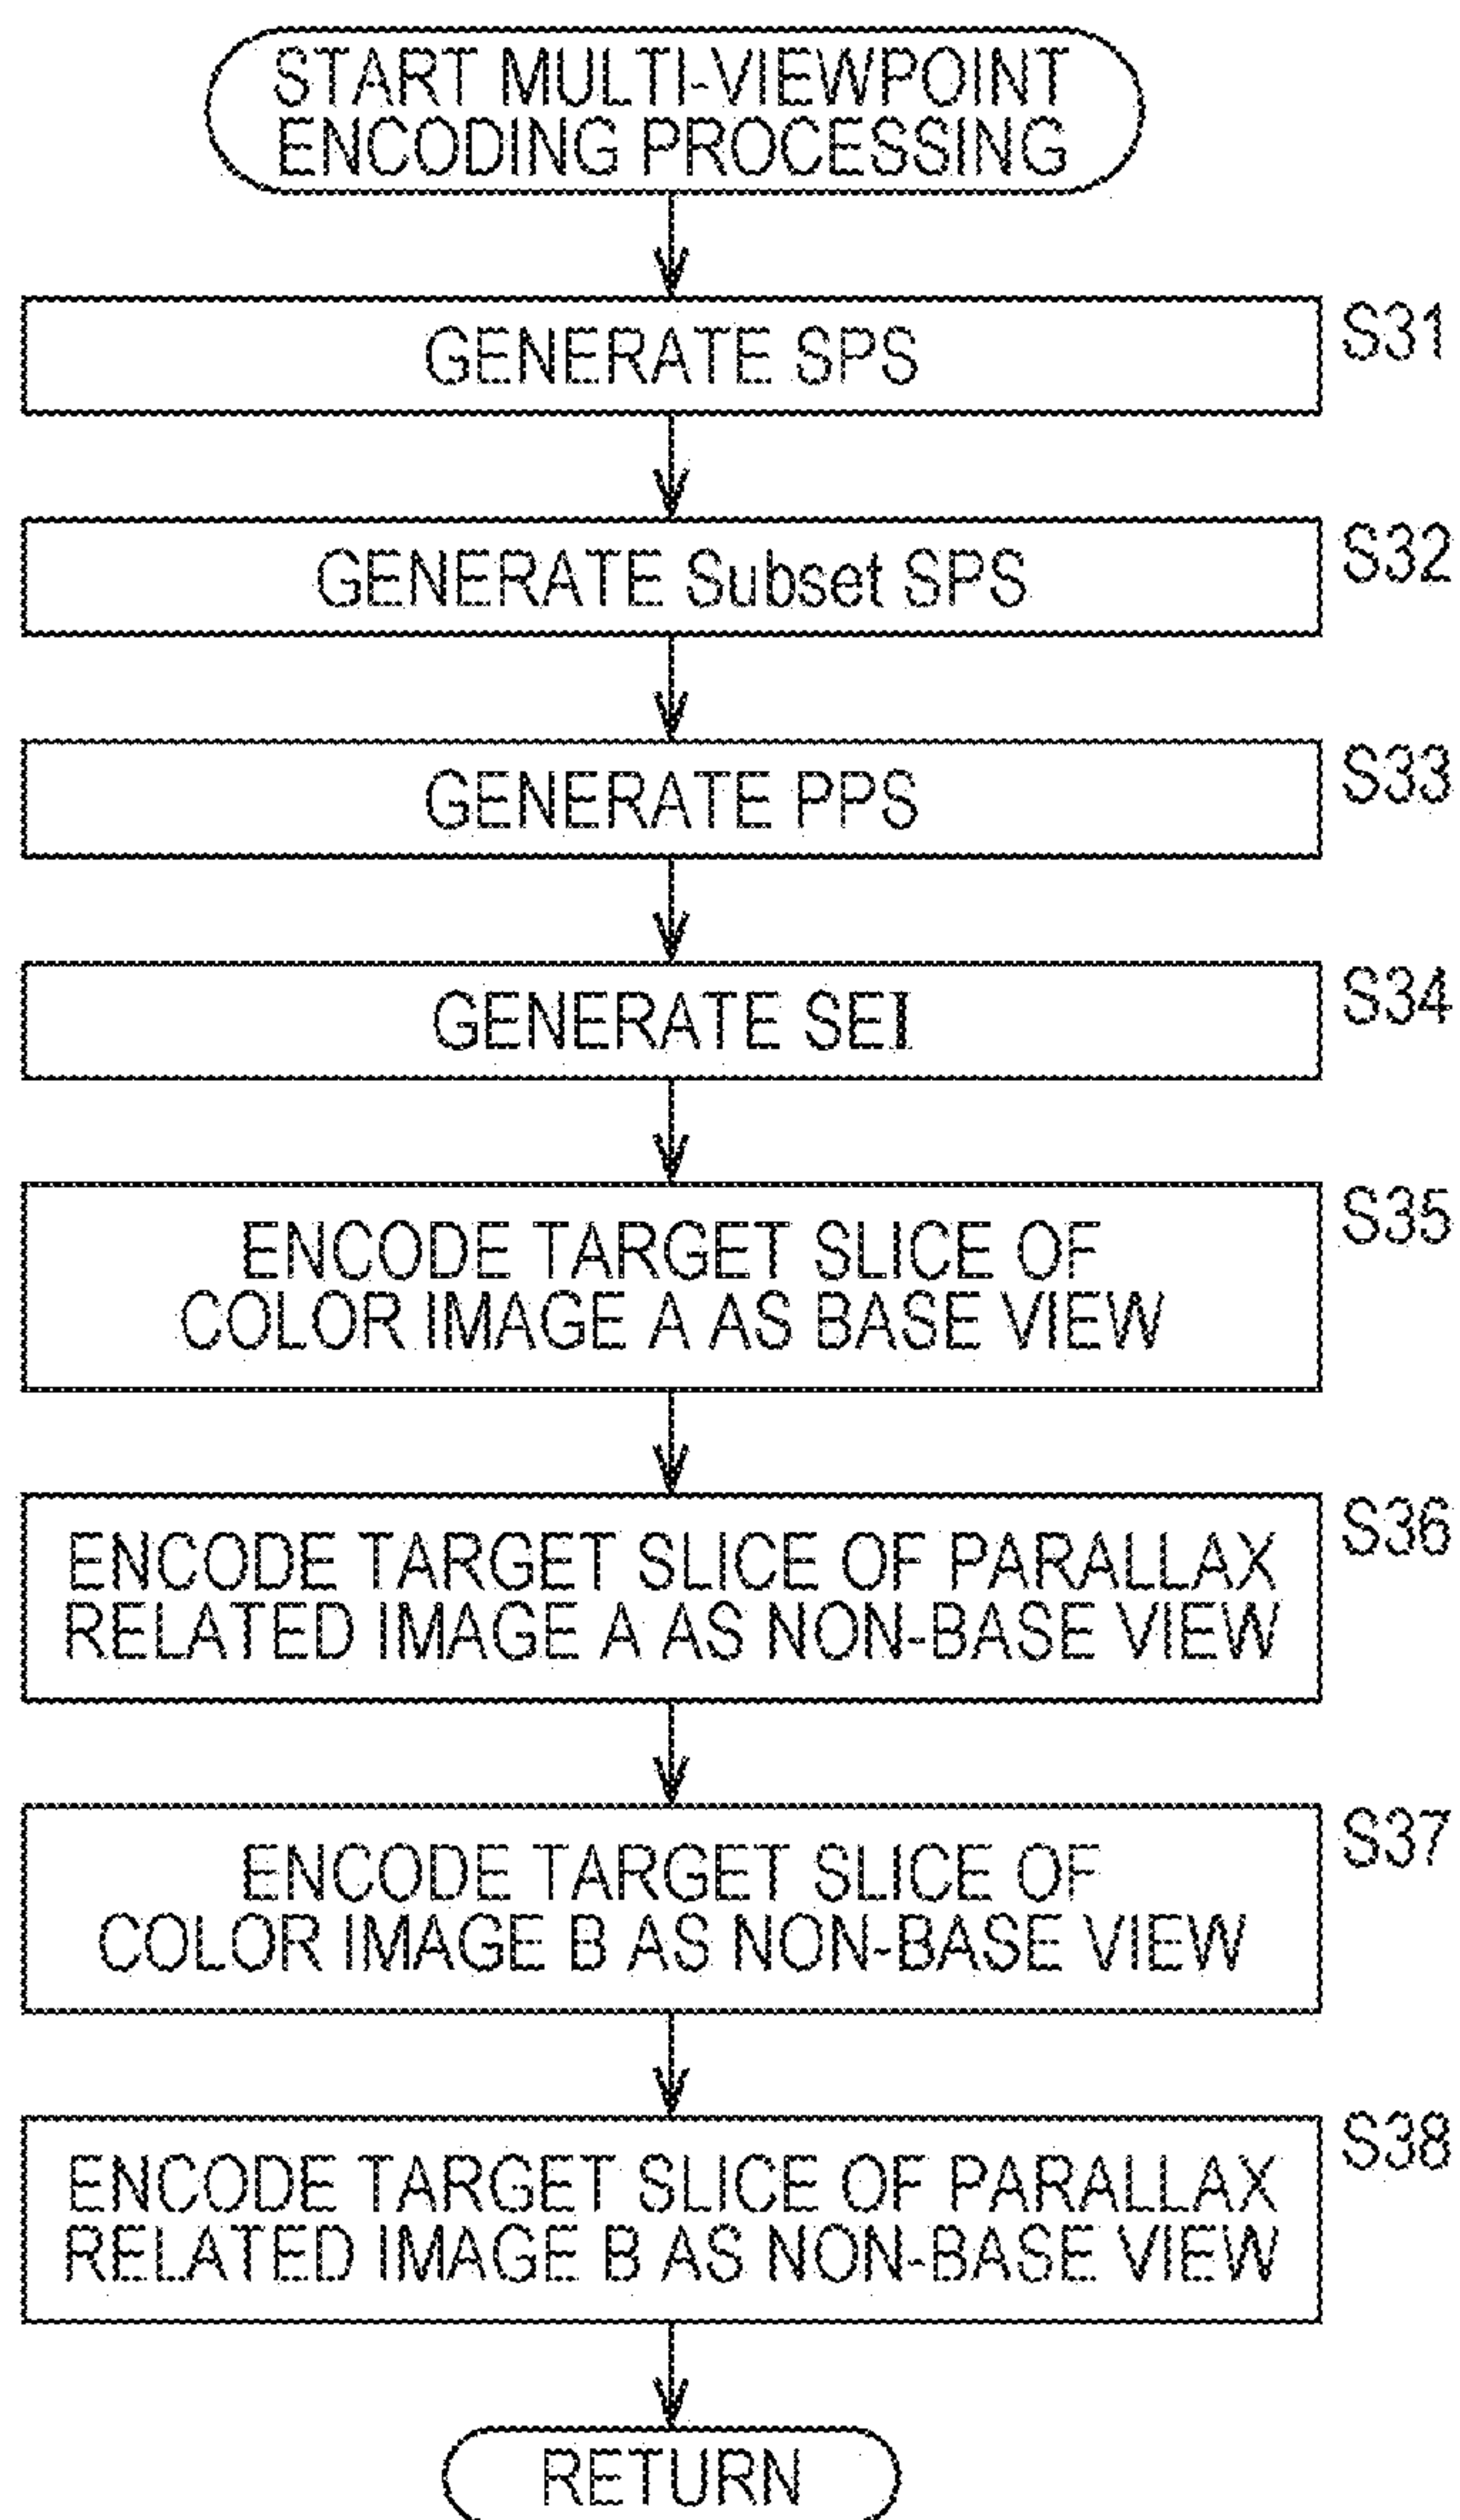 START MULTI-VIEWPOINT
ENCODING PROCESSING
GENERATE SPS
S31
GENERATE Subset SPS
S32
GENERATE PPS
S33
GENERATE SEI
S34
ENCODE TARGET SLICE OF
COLOR IMAGE A AS BASE VIEW
S35
ENCODE TARGET SLICE OF PARALLAX
RELATED IMAGE A AS NON-BASE VIEW
S36
ENCODE TARGET SLICE OF
COLOR IMAGE B AS NON-BASE VIEW
S37
ENCODE TARGET SLICE OF PARALLAX
RELATED IMAGE B AS NON-BASE VIEW
S38
RETURN